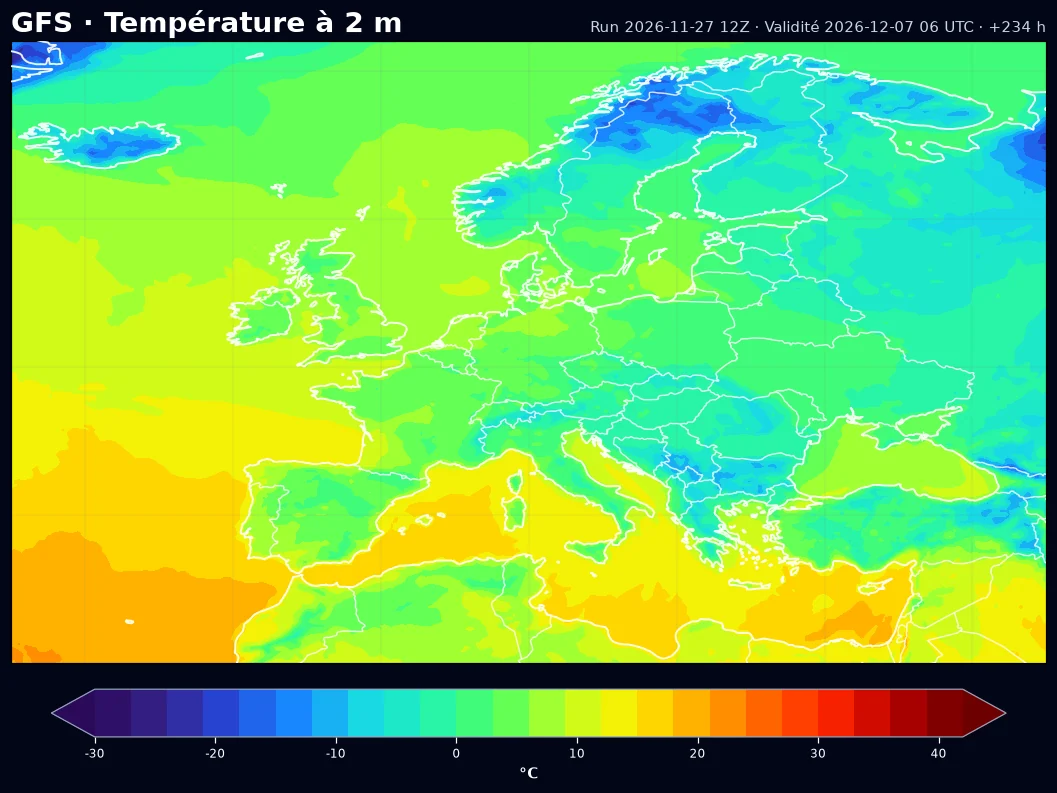 GFS · Température à 2 m
Run 2026-11-27 12Z · Validité 2026-12-07 06 UTC · +234 h
-30 -20 -10 0 10 20 30 40
°C